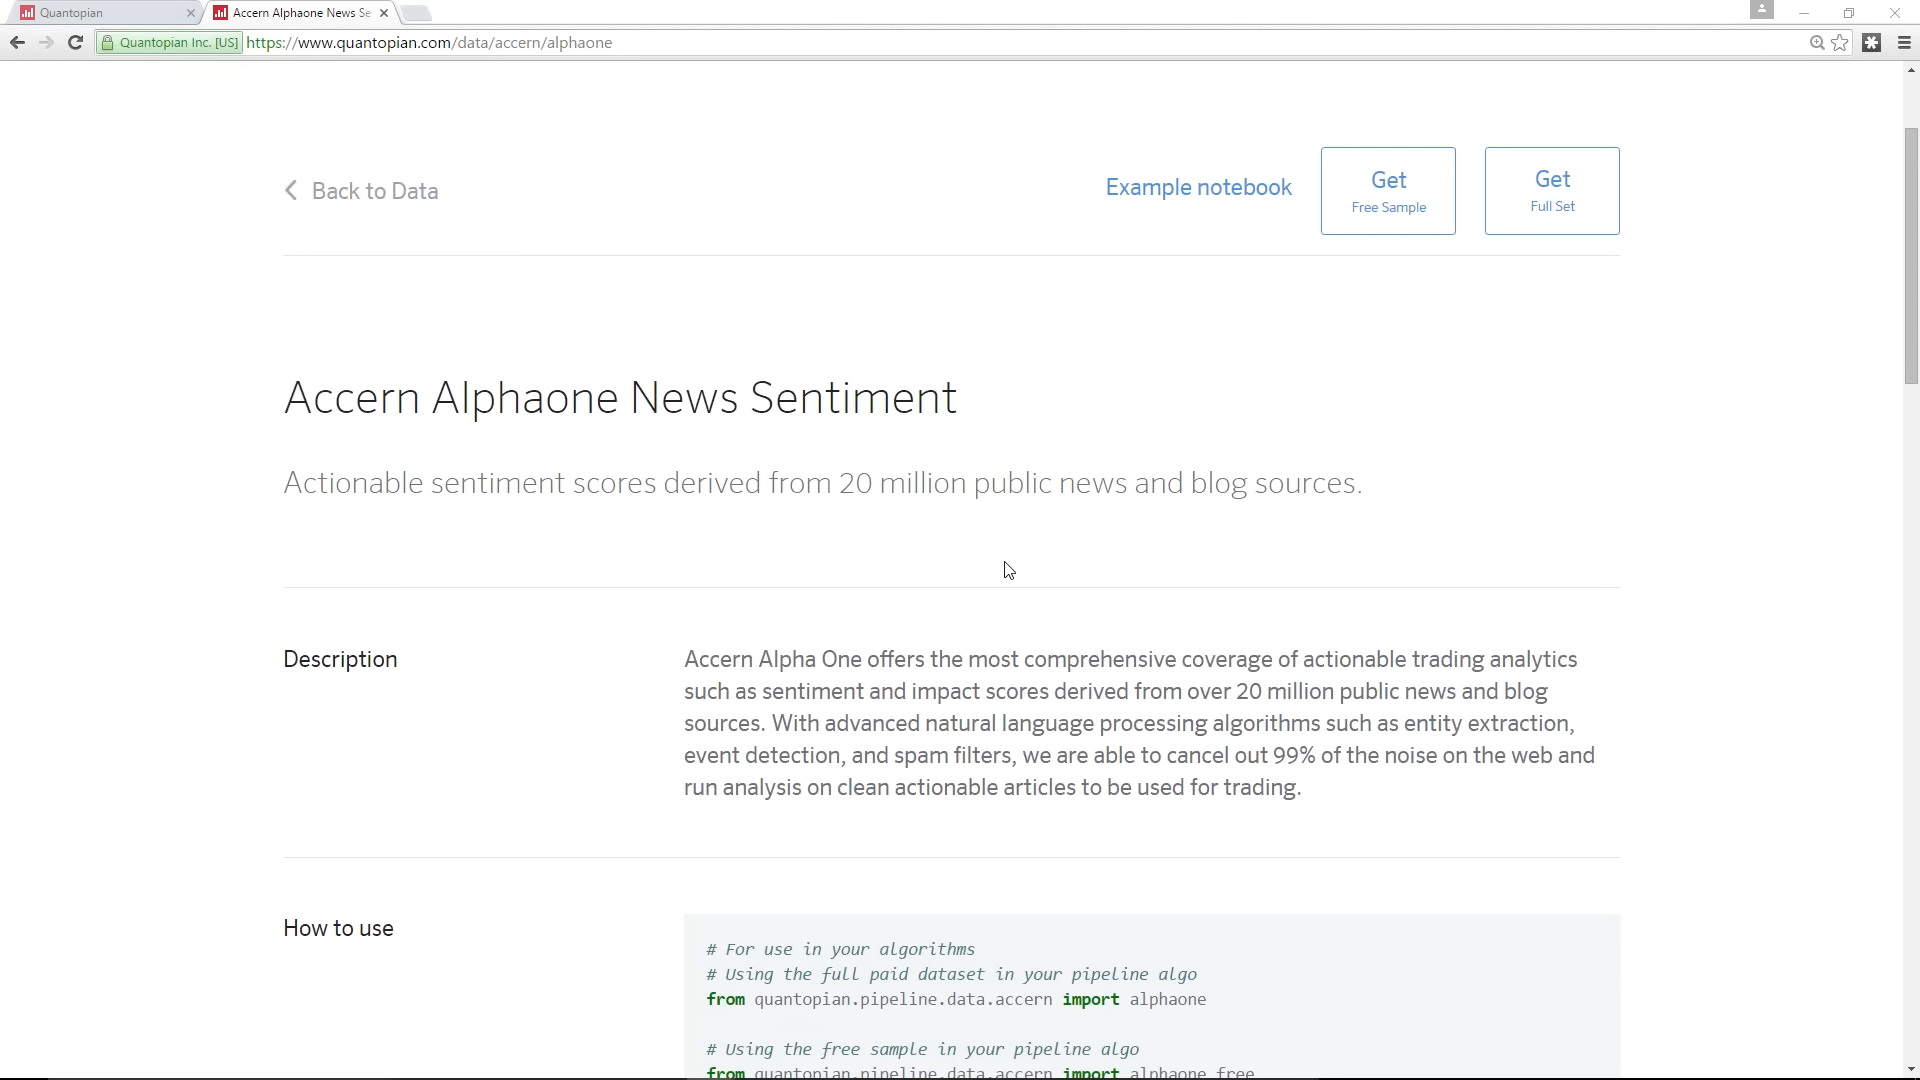 Quantopian
Accern Alphaone News Se
Quantopian Inc. [US]
https://www.quantopian.com/data/accern/alphaone
Back to Data
Example notebook
Get
Free Sample
Get
Full Set
Accern Alphaone News Sentiment
Actionable sentiment scores derived from 20 million public news and blog sources.
Description
Accern Alpha One offers the most comprehensive coverage of actionable trading analytics
such as sentiment and impact scores derived from over 20 million public news and blog
sources. With advanced natural language processing algorithms such as entity extraction,
event detection, and spam filters, we are able to cancel out 99% of the noise on the web and
run analysis on clean actionable articles to be used for trading.
How to use
# For use in your algorithms
# Using the full paid dataset in your pipeline algo
from quantopian.pipeline.data.accern import alphaone
# Using the free sample in your pipeline algo
from quantopian.pipeline.data.accern import alphaone_free